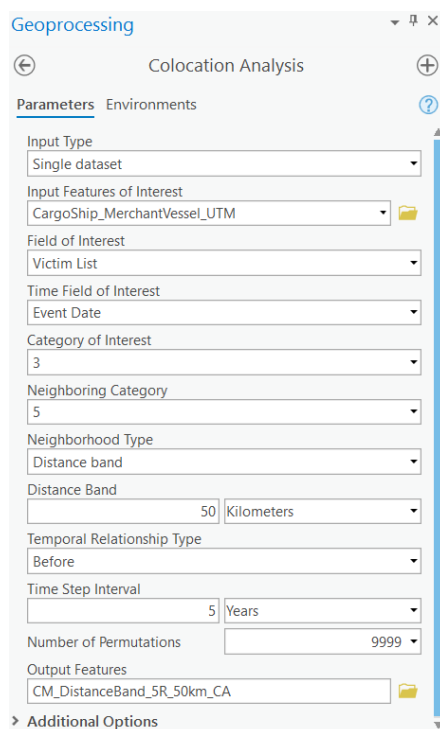 Geoprocessing
Colocation Analysis
Parameters Environments
Input Type
Single dataset
Input Features of Interest
CargoShip_MerchantVessel_UTM
Field of Interest
Victim List
Time Field of Interest
Event Date
Category of Interest
3
Neighboring Category
5
Neighborhood Type
Distance band
Distance Band
50 Kilometers
Temporal Relationship Type
Before
Time Step Interval
5 Years
Number of Permutations 9999
Output Features
CM_DistanceBand_5R_50km_CA
Additional Options